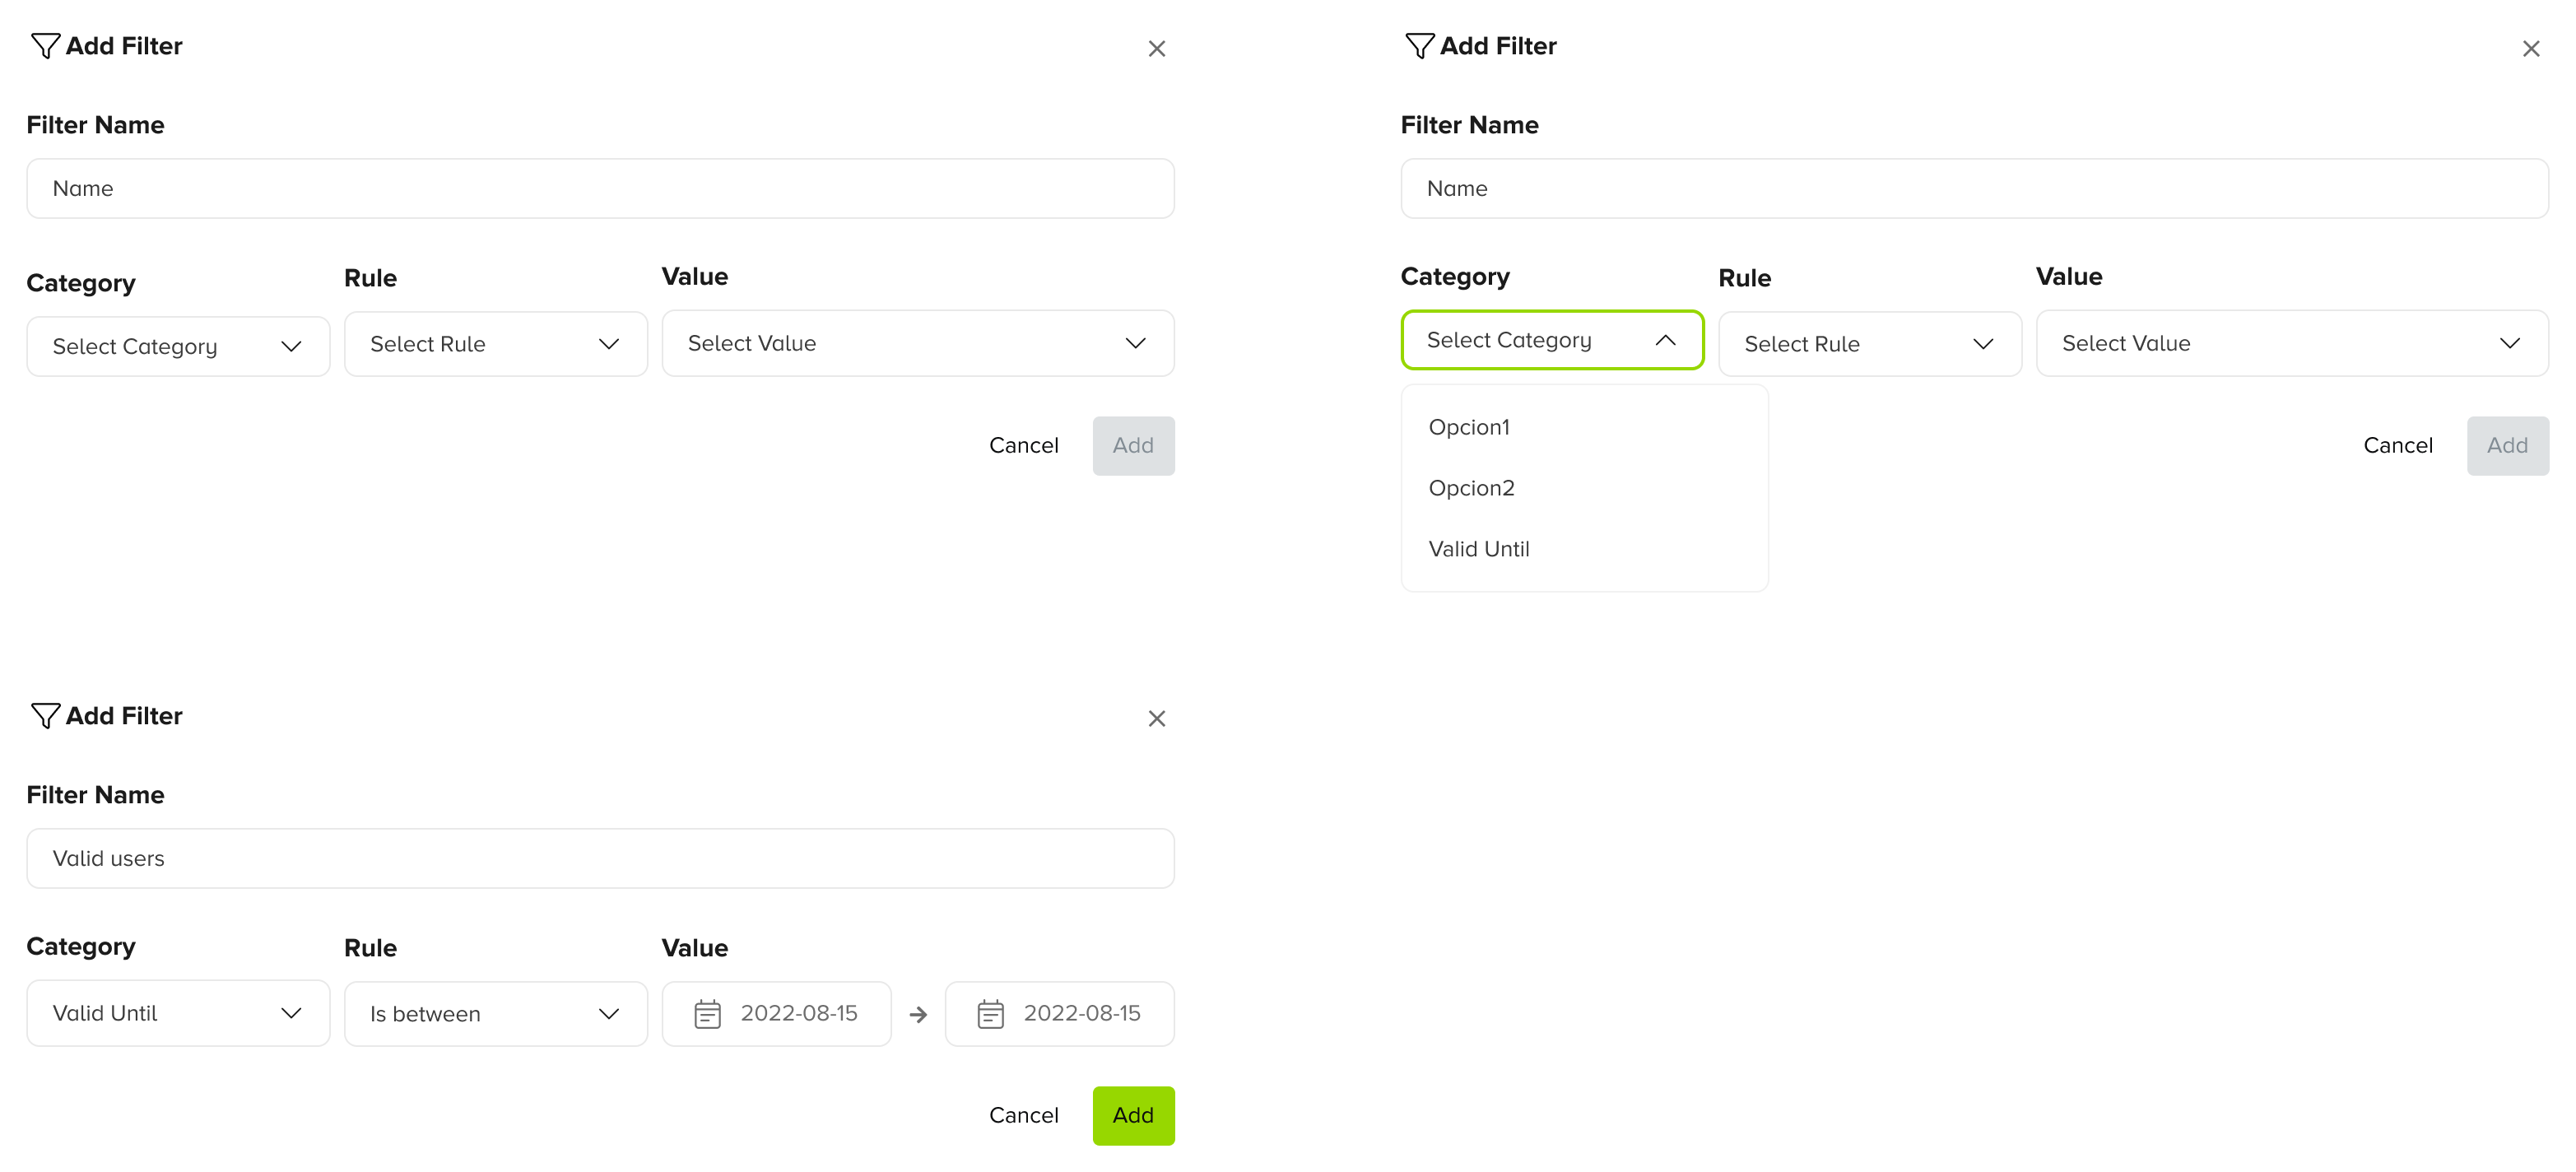 Add Filter
Filter Name
Name
Category Rule Value
Select Category Select Rule Select Value
Cancel Add
Add Filter
Filter Name
Name
Category Rule Value
Select Category Select Rule Select Value
Opcion1
Opcion2
Valid Until
Cancel Add
Add Filter
Filter Name
Valid users
Category Rule Value
Valid Until Is between 2022-08-15 2022-08-15
Cancel Add